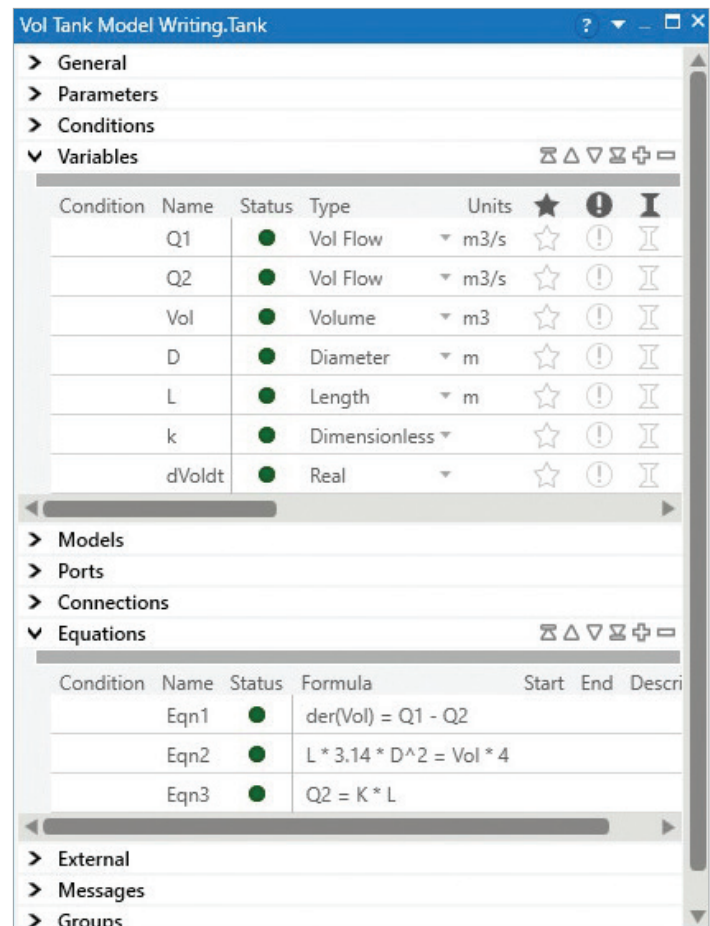 Vol Tank Model Writing.Tank ?
General
Parameters
Conditions
Variables
Condition Name Status Type Units
Q1 Vol Flow m3/s
Q2 Vol Flow m3/s
Vol Volume m3
D Diameter m
L Length m
k Dimensionless
dVoldt Real
Models
Ports
Connections
Equations
Condition Name Status Formula Start End Descri
Eqn1 der(Vol) = Q1 - Q2
Eqn2 L * 3.14 * D^2 = Vol * 4
Eqn3 Q2 = K * L
External
Messages
Groups